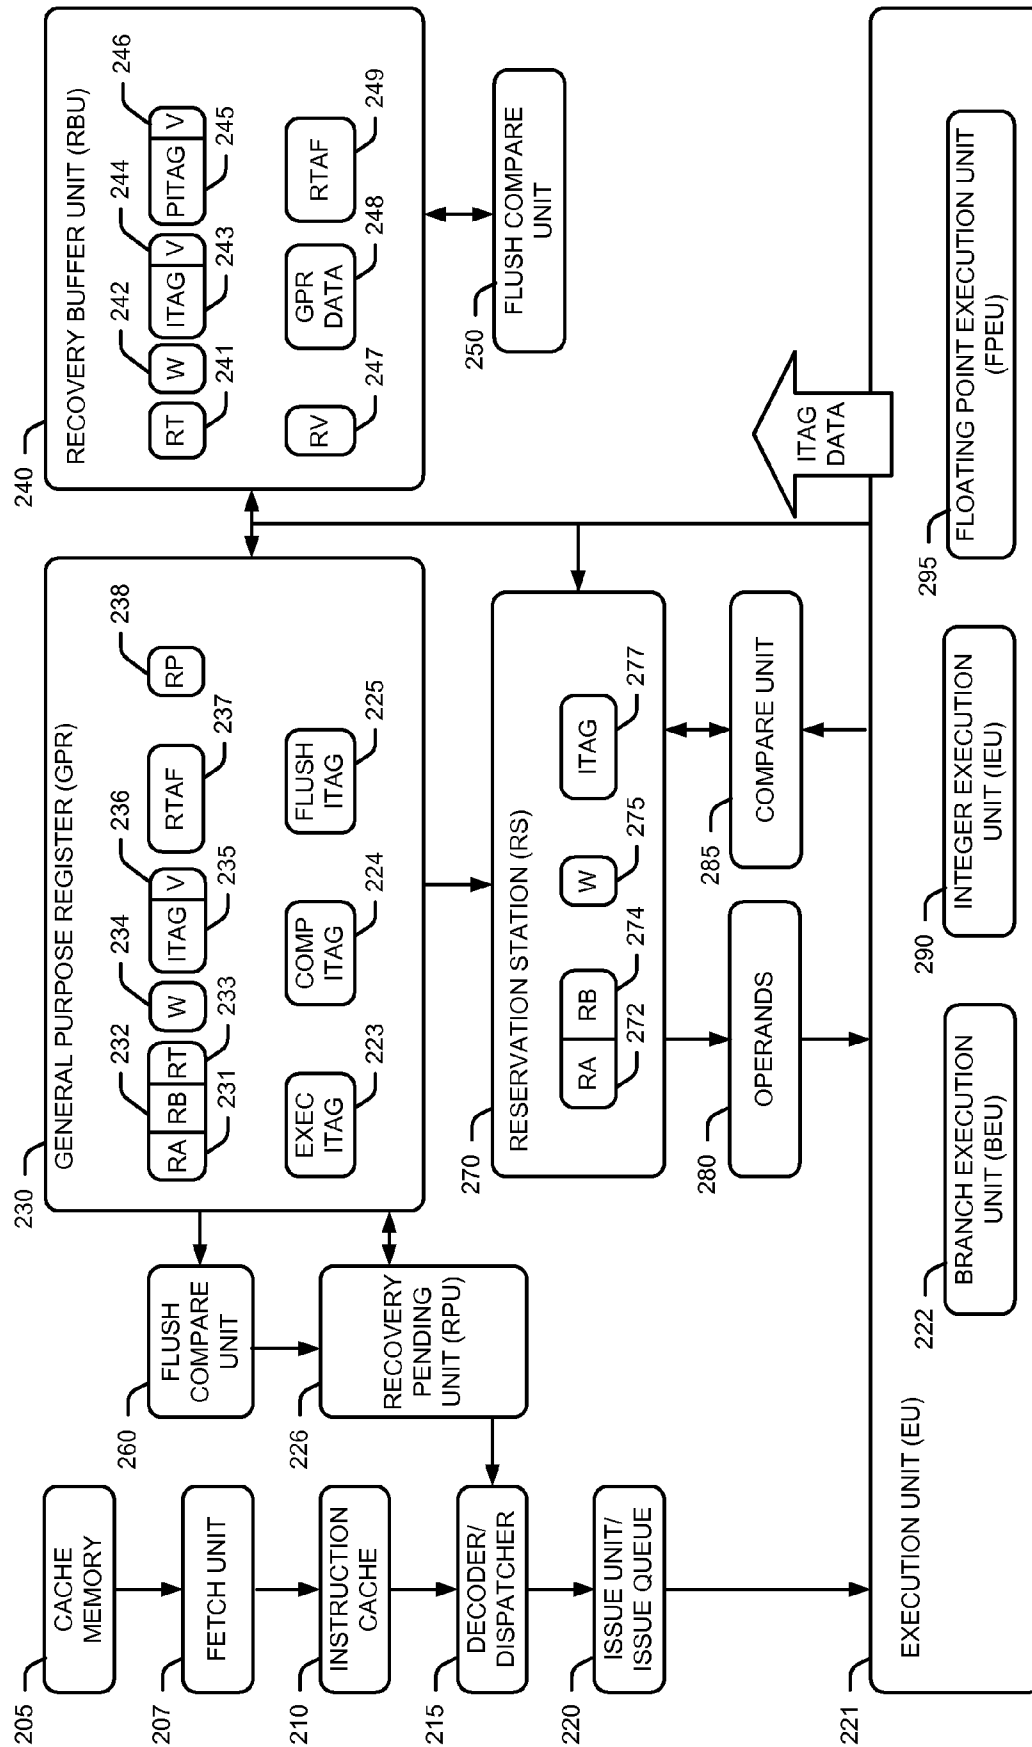 205
CACHE
MEMORY
207
FETCH UNIT
210
INSTRUCTION
CACHE
215
DECODER/
DISPATCHER
220
ISSUE UNIT/
ISSUE QUEUE
260
FLUSH
COMPARE
UNIT
226
RECOVERY
PENDING
UNIT (RPU)
230
GENERAL PURPOSE REGISTER (GPR)
232
234
236
238
RA
RB
RT
W
ITAG
V
RTAF
RP
231
233
235
237
EXEC
ITAG
223
COMP
ITAG
224
FLUSH
ITAG
225
240
RECOVERY BUFFER UNIT (RBU)
242
244
246
RT
W
ITAG
V
PITAG
V
241
243
245
RV
247
GPR
DATA
248
RTAF
249
250
FLUSH COMPARE
UNIT
270
RESERVATION STATION (RS)
RA
RB
W
ITAG
272
274
275
277
280
OPERANDS
285
COMPARE UNIT
ITAG
DATA
221
EXECUTION UNIT (EU)
222
BRANCH EXECUTION
UNIT (BEU)
290
INTEGER EXECUTION
UNIT (IEU)
295
FLOATING POINT EXECUTION UNIT
(FPEU)